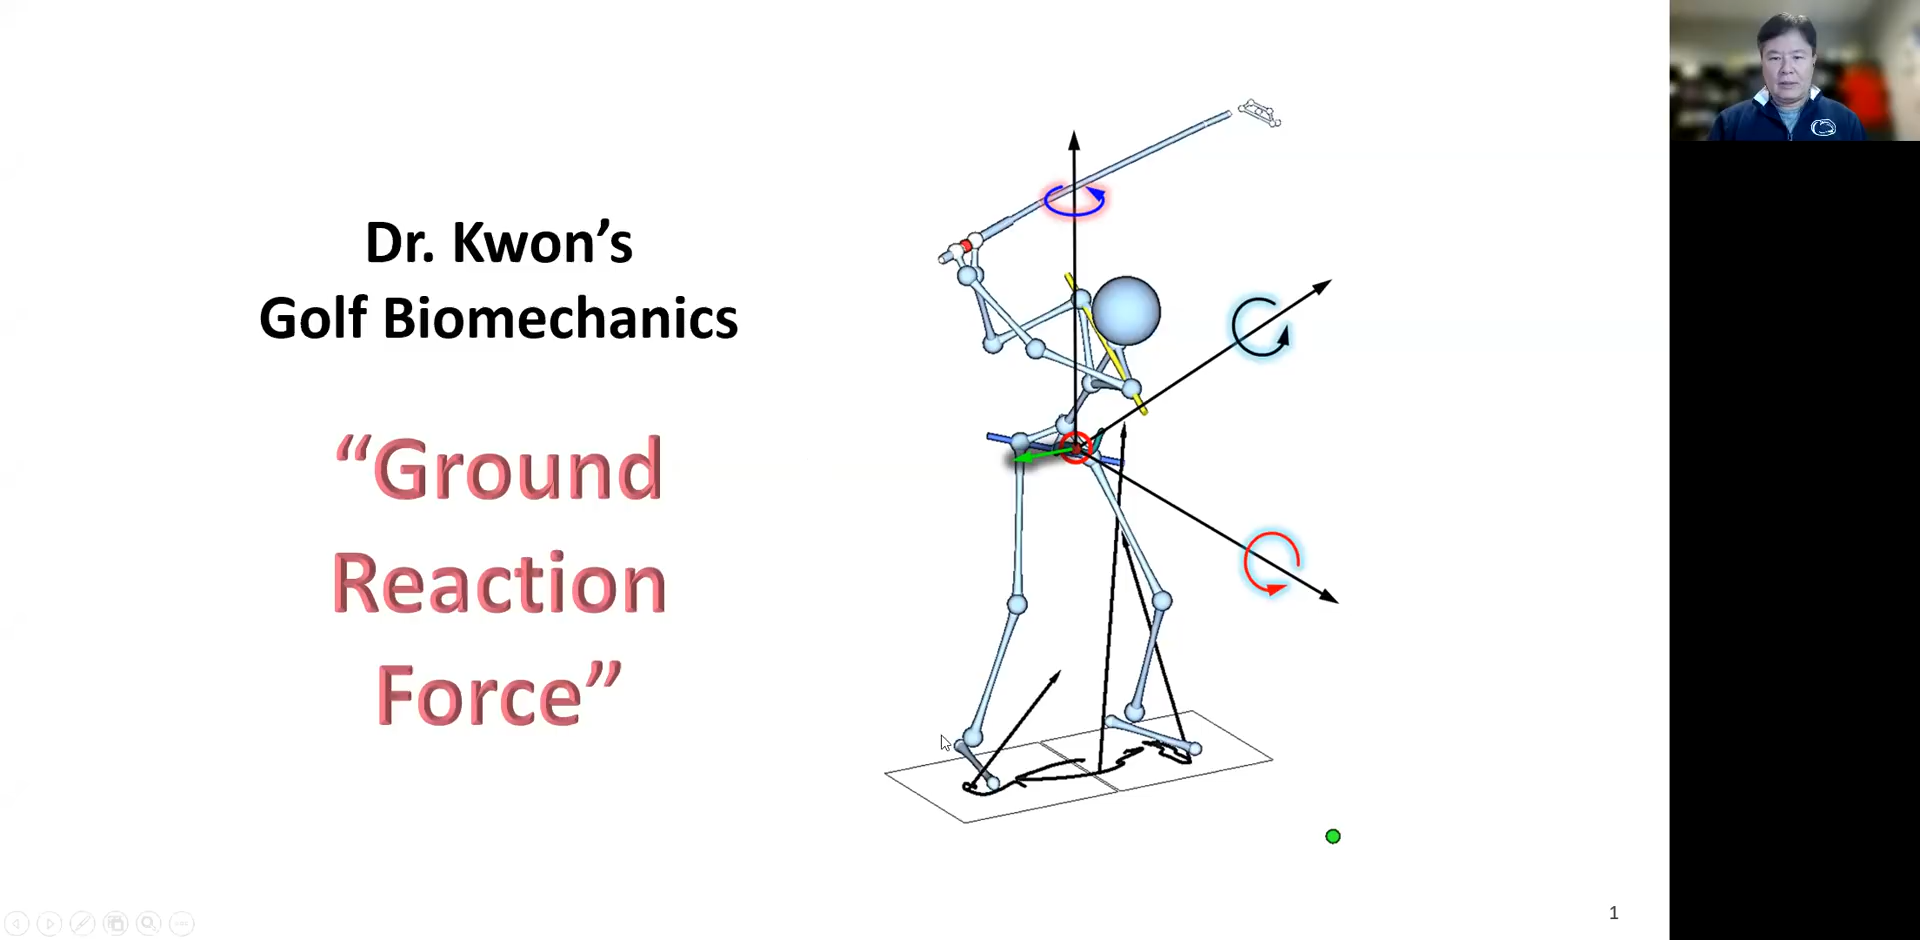 Dr. Kwon’s
Golf Biomechanics
“Ground
Reaction
Force”
1